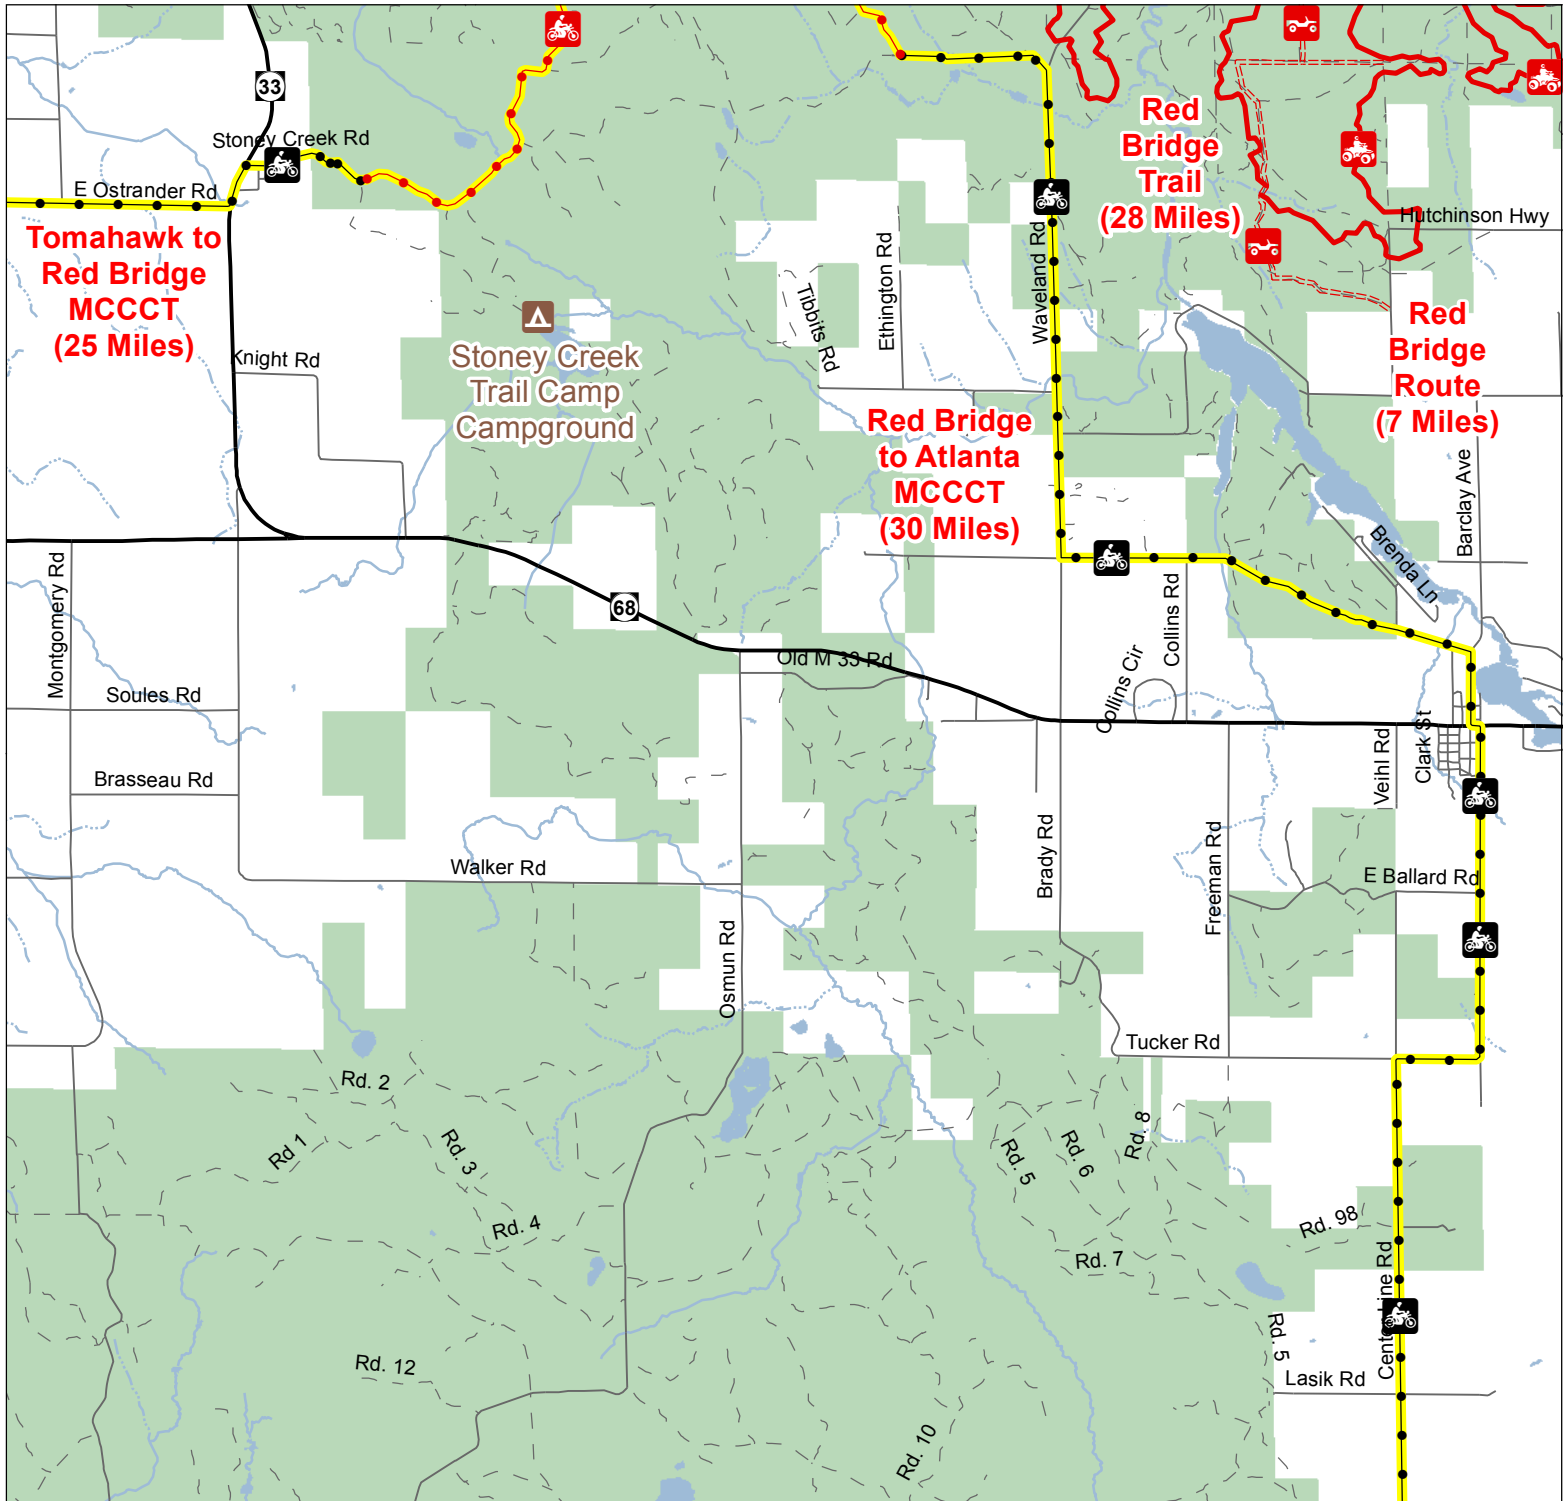 33
Stoney Creek Rd
E Ostrander Rd
Tomahawk to
Red Bridge
MCCCT
(25 Miles)
Knight Rd
Stoney Creek
Trail Camp
Campground
Tibbits Rd
Ethington Rd
Waveland Rd
Red
Bridge
Trail
(28 Miles)
Hutchinson Hwy
Red
Bridge
Route
(7 Miles)
Red Bridge
to Atlanta
MCCCT
(30 Miles)
Barclay Ave
Brenda Ln
Montgomery Rd
68
Old M 33 Rd
Collins Rd
Collins Cir
Soules Rd
Brasseau Rd
Veihl Rd
Clark St
Walker Rd
Brady Rd
Freeman Rd
E Ballard Rd
Osmun Rd
Tucker Rd
Rd. 2
Rd 1
Rd. 3
Rd. 4
Rd. 5
Rd. 6
Rd. 8
Rd. 7
Rd. 98
Center Line Rd
Rd. 5
Lasik Rd
Rd. 12
Rd. 10